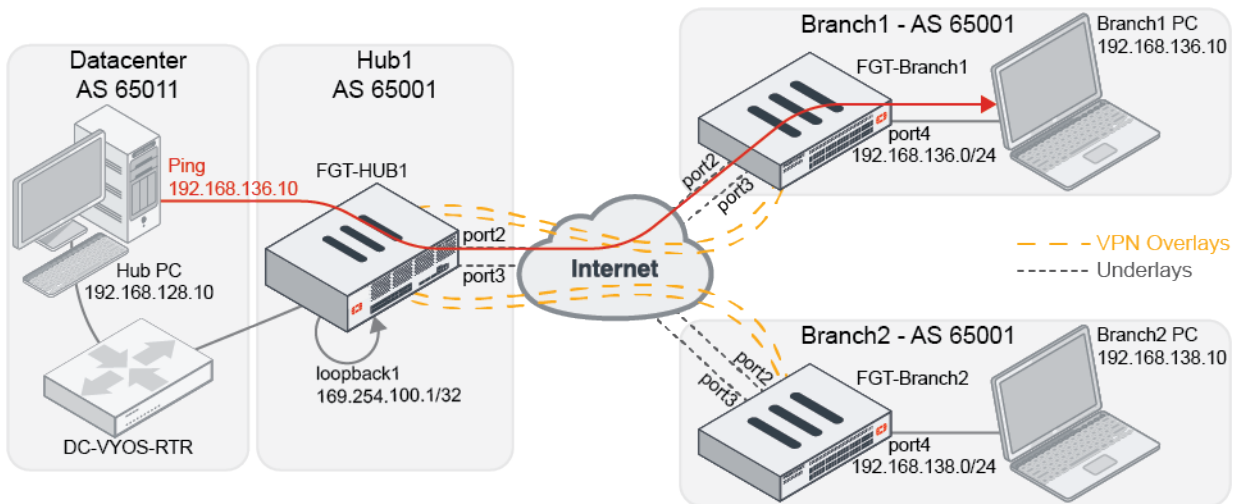 Datacenter
AS 65011
Ping
192.168.136.10
Hub PC
192.168.128.10
DC-VYOS-RTR
Hub1
AS 65001
FGT-HUB1
port2
port3
loopback1
169.254.100.1/32
Internet
Branch1 - AS 65001
Branch1 PC
192.168.136.10
FGT-Branch1
port2
port3
port4
192.168.136.0/24
VPN Overlays
Underlays
Branch2 - AS 65001
Branch2 PC
192.168.138.10
FGT-Branch2
port2
port3
port4
192.168.138.0/24